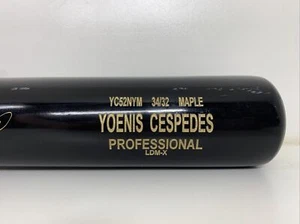 YC52NYM 34/32 MAPLE
YOENIS CESPEDES
PROFESSIONAL
LDM-X